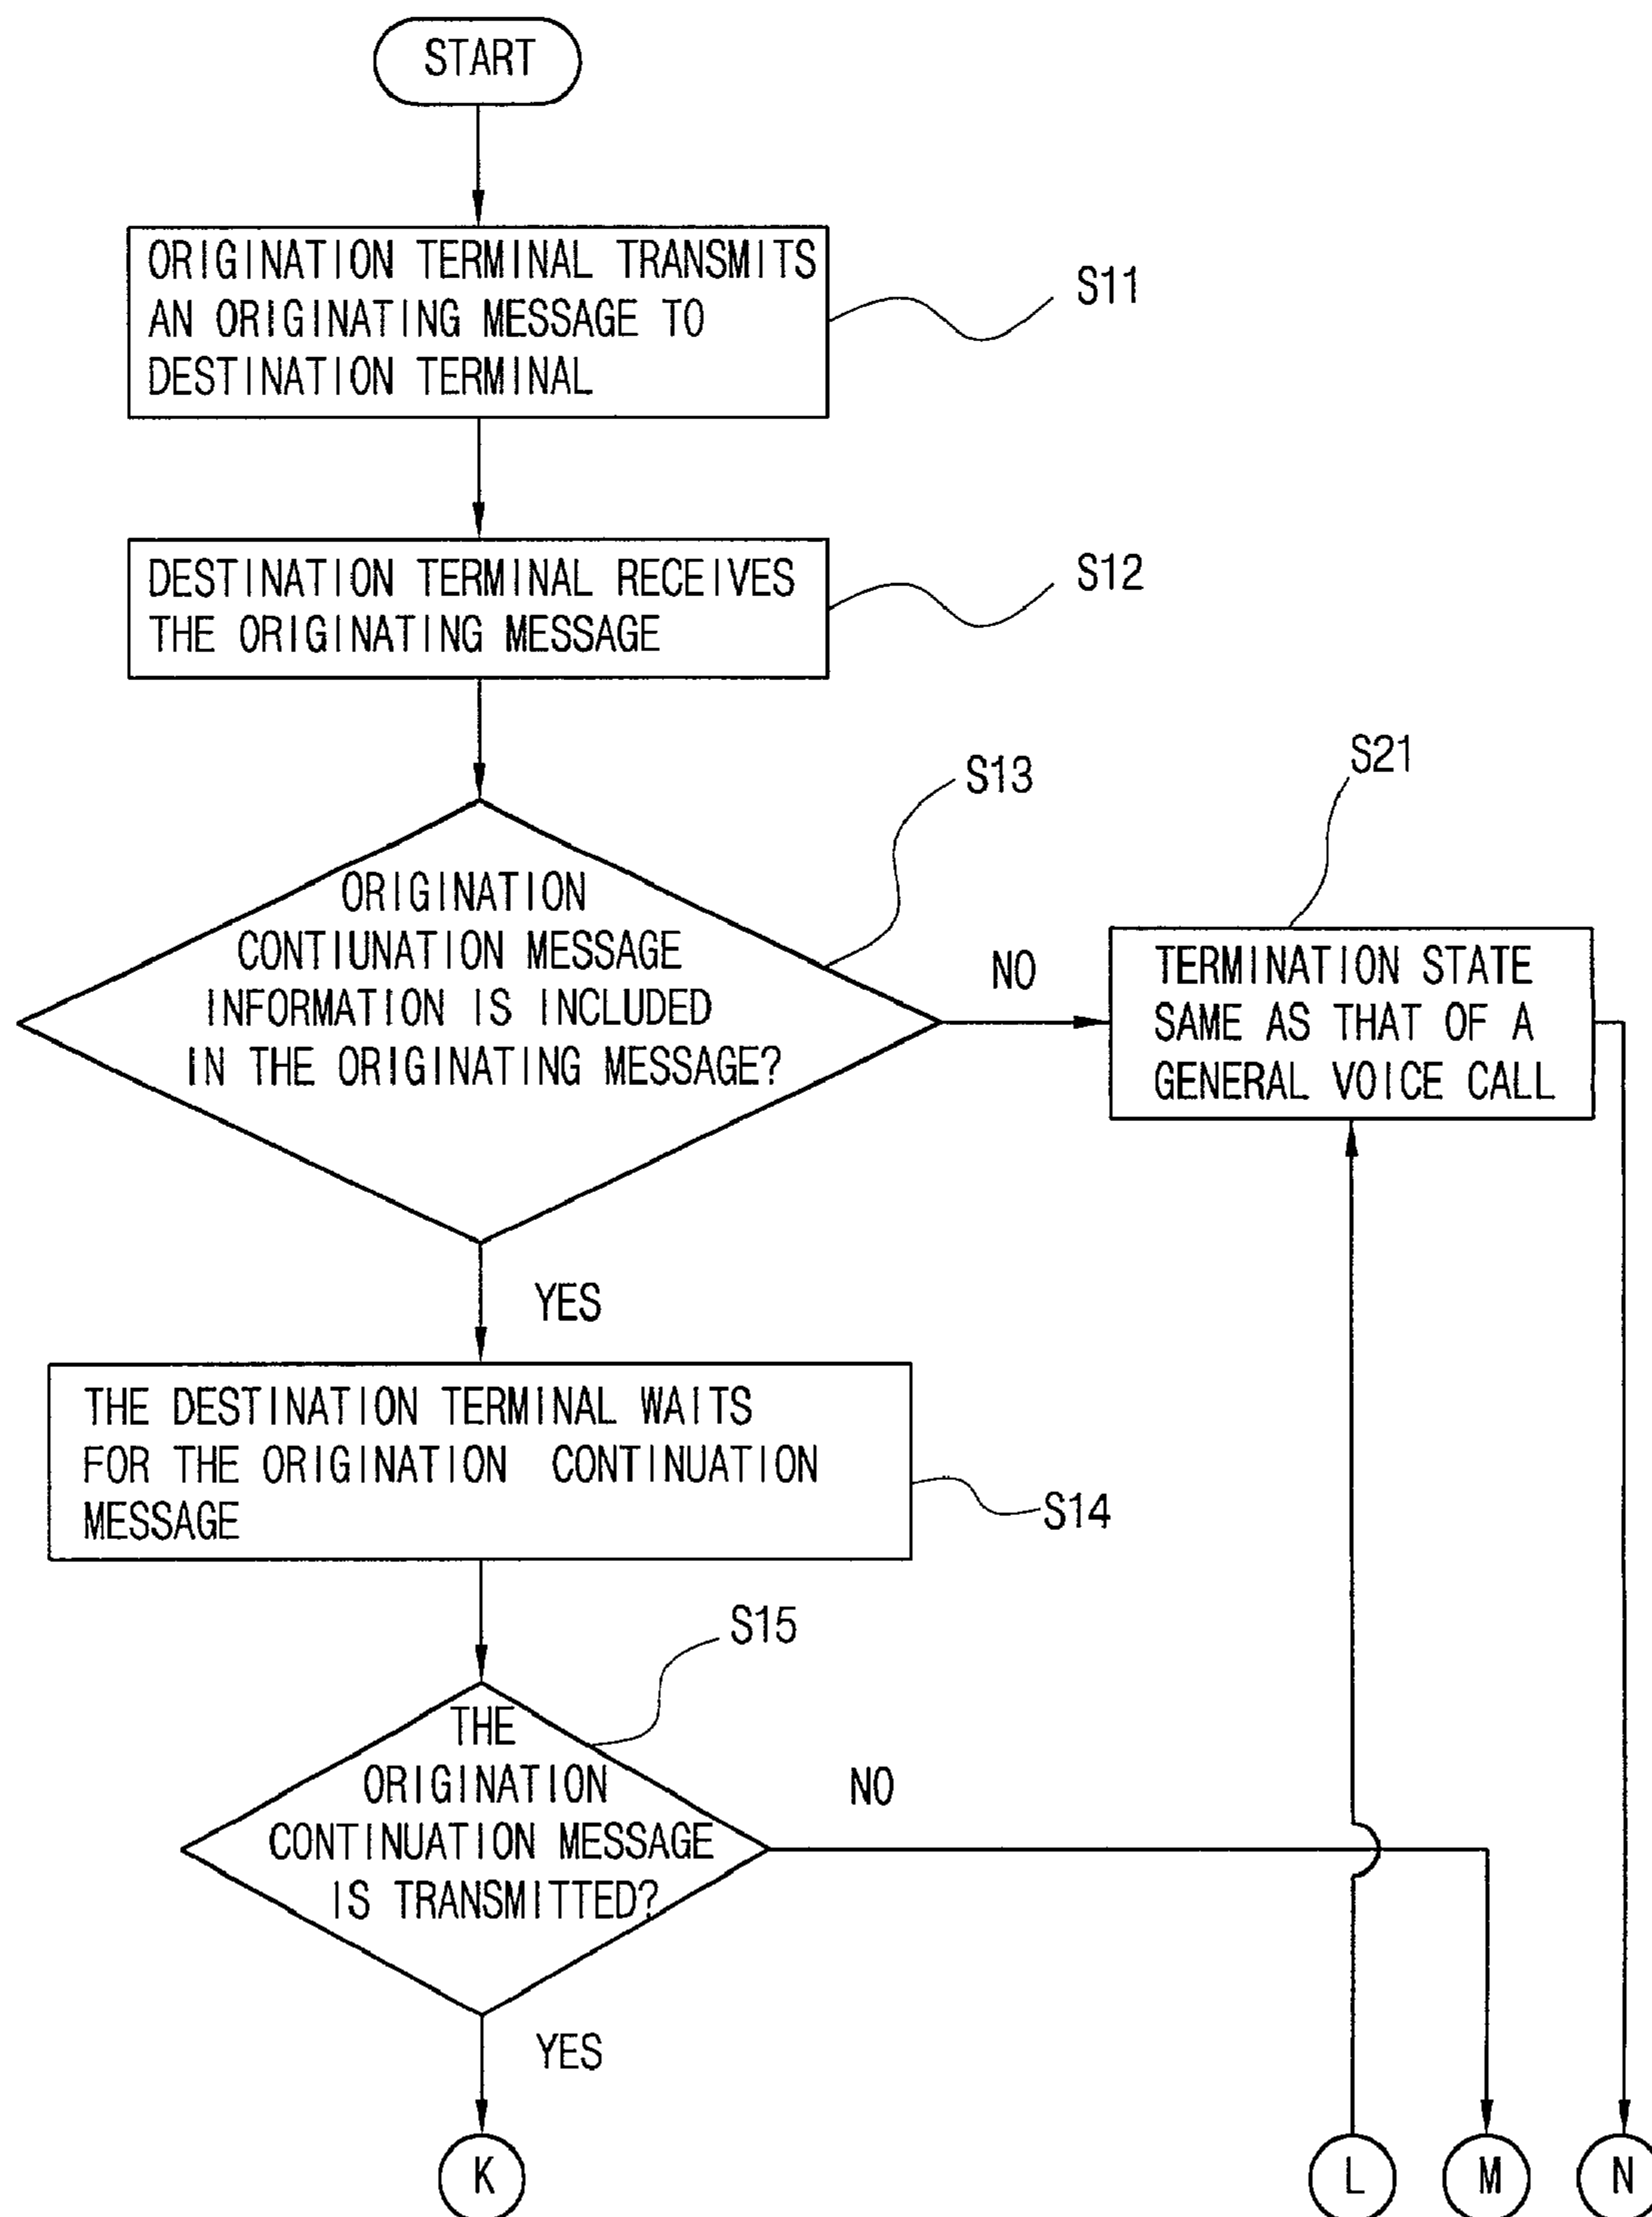 START
ORIGINATION TERMINAL TRANSMITS
AN ORIGINATING MESSAGE TO
DESTINATION TERMINAL
S11
DESTINATION TERMINAL RECEIVES
THE ORIGINATING MESSAGE
S12
S13
ORIGINATION
CONTIUNATION MESSAGE
INFORMATION IS INCLUDED
IN THE ORIGINATING MESSAGE?
NO
S21
TERMINATION STATE
SAME AS THAT OF A
GENERAL VOICE CALL
YES
THE DESTINATION TERMINAL WAITS
FOR THE ORIGINATION CONTINUATION
MESSAGE
S14
S15
THE
ORIGINATION
CONTINUATION MESSAGE
IS TRANSMITTED?
NO
YES
K
L
M
N